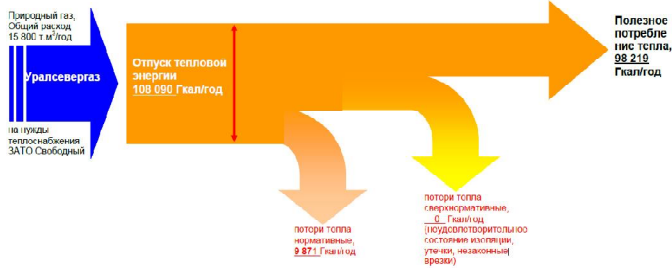 Природный газ,
Общий расход
15 800 т.м³/год
Уралсевергаз
на нужды
теплоснабжения
ЗАТО Свободный
Отпуск тепловой
энергии
108 090 Гкал/год
потери тепла
нормативные,
9 871 Гкал/год
потери тепла
сверхнормативные,
0 Гкал/год
(неудовлетворительное
состояние изоляции,
утечки, незаконные
врезки)
Полезное
потребле
ние тепла,
98 219
Гкал/год